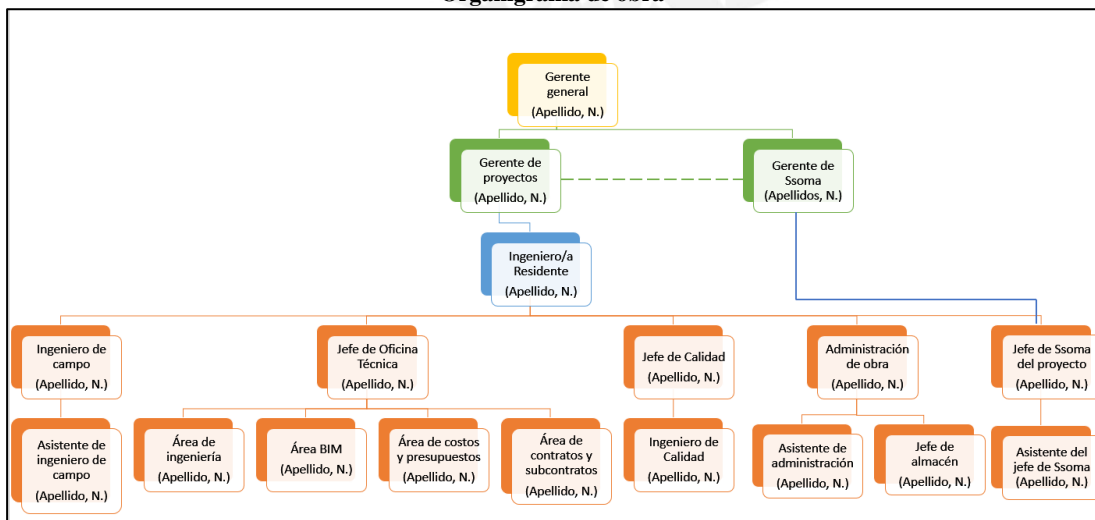 Organigrama de obra
Gerente
general
(Apellido, N.)
Gerente de
proyectos
(Apellido, N.)
Gerente de
Ssoma
(Apellidos, N.)
Ingeniero/a
Residente
(Apellido, N.)
Ingeniero de
campo
(Apellido, N.)
Jefe de Oficina
Técnica
(Apellido, N.)
Jefe de Calidad
(Apellido, N.)
Administración
de obra
(Apellido, N.)
Jefe de Ssoma
del proyecto
(Apellido, N.)
Asistente de
ingeniero de
campo
(Apellido, N.)
Área de
ingeniería
(Apellido, N.)
Área BIM
(Apellido, N.)
Área de costos
y presupuestos
(Apellido, N.)
Área de
contratos y
subcontratos
(Apellido, N.)
Ingeniero de
Calidad
(Apellido, N.)
Asistente de
administración
(Apellido, N.)
Jefe de
almacén
(Apellido, N.)
Asistente del
jefe de Ssoma
(Apellido, N.)